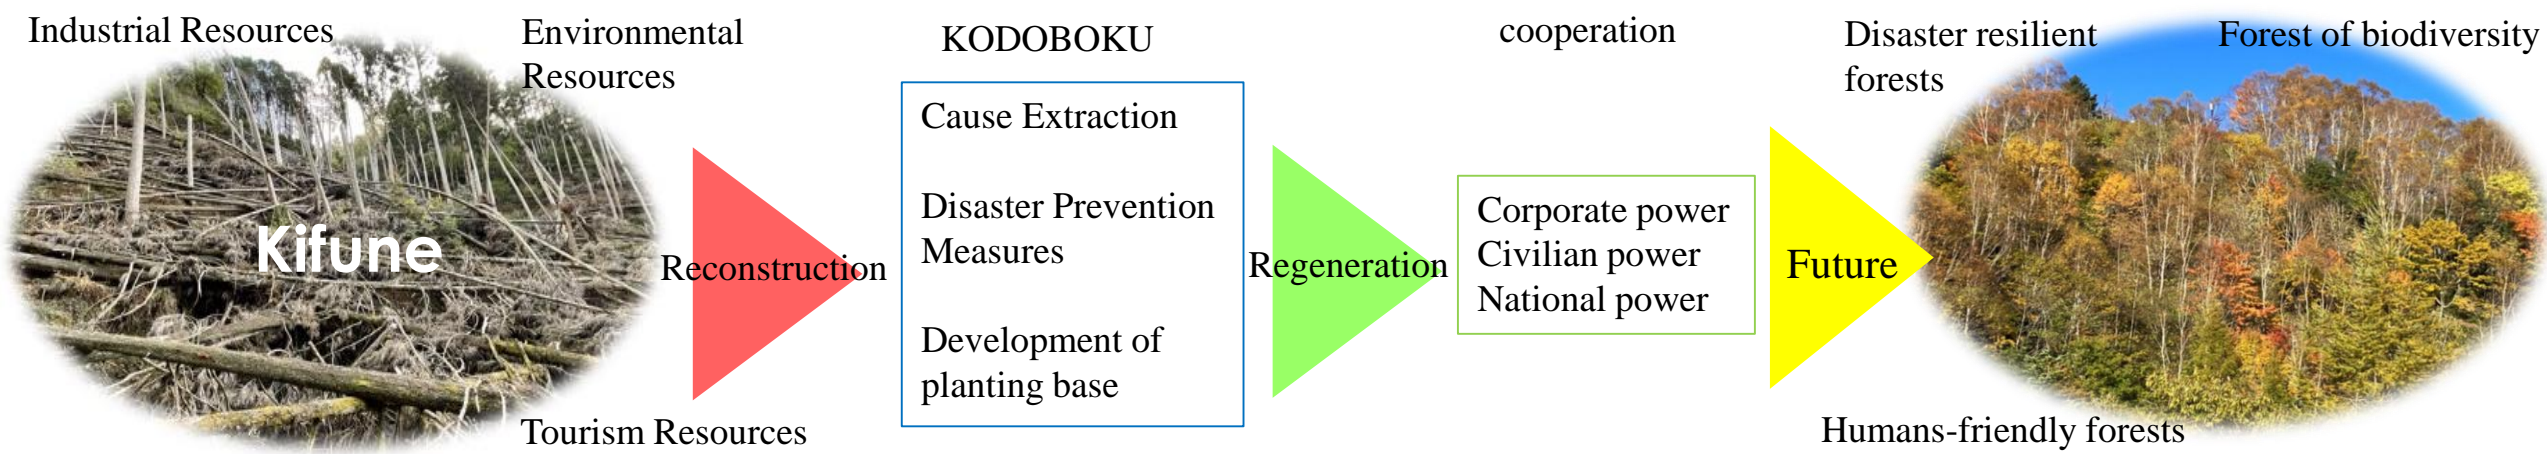 Industrial Resources
Environmental
Resources
Kifune
Tourism Resources
Reconstruction
KODOBOKU
Cause Extraction
Disaster Prevention
Measures
Development of
planting base
Regeneration
cooperation
Corporate power
Civilian power
National power
Future
Disaster resilient
forests
Forest of biodiversity
Humans-friendly forests